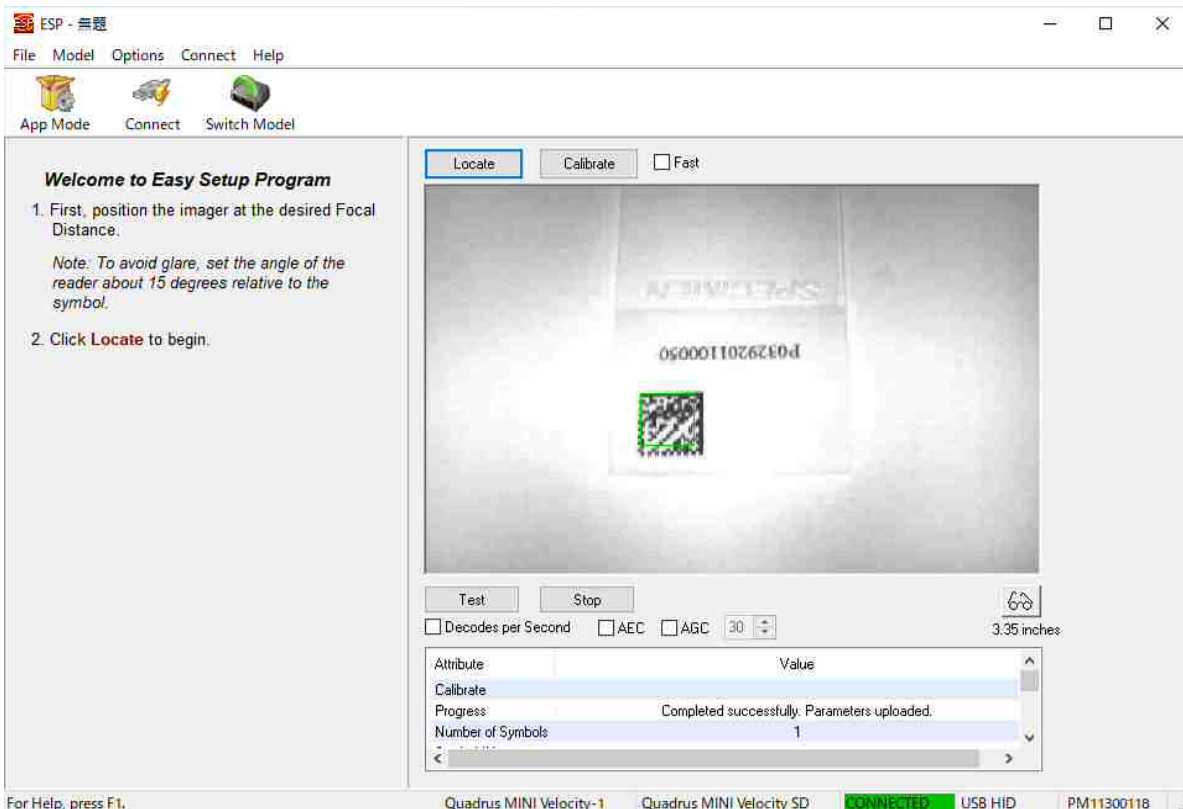 ESP - 無題
File Model Options Connect Help
App Mode Connect Switch Model
Welcome to Easy Setup Program
1. First, position the imager at the desired Focal
Distance.
Note: To avoid glare, set the angle of the
reader about 15 degrees relative to the
symbol.
2. Click Locate to begin.
Locate Calibrate Fast
SPECIMEN
P0329201100050
Test Stop
Decodes per Second AEC AGC 30
3.35 inches
Attribute Value
Calibrate
Progress Completed successfully. Parameters uploaded.
Number of Symbols 1
For Help, press F1. Quadrus MINI Velocity-1 Quadrus MINI Velocity SD CONNECTED USB HID PM11300118